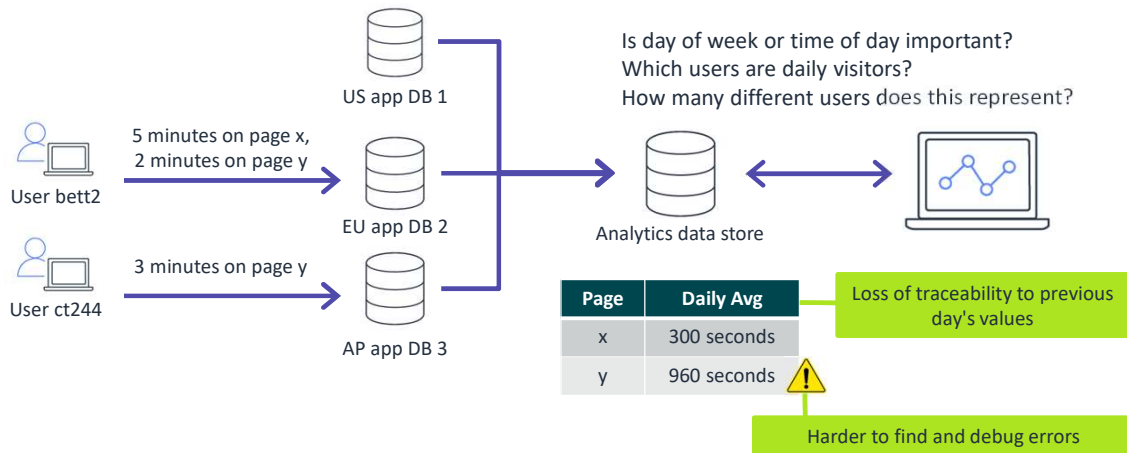 Is day of week or time of day important?
Which users are daily visitors?
How many different users does this represent?
US app DB 1
5 minutes on page x,
2 minutes on page y
User bett2
EU app DB 2
Analytics data store
3 minutes on page y
User ct244
AP app DB 3
Page Daily Avg
x 300 seconds
y 960 seconds
Loss of traceability to previous
day's values
Harder to find and debug errors